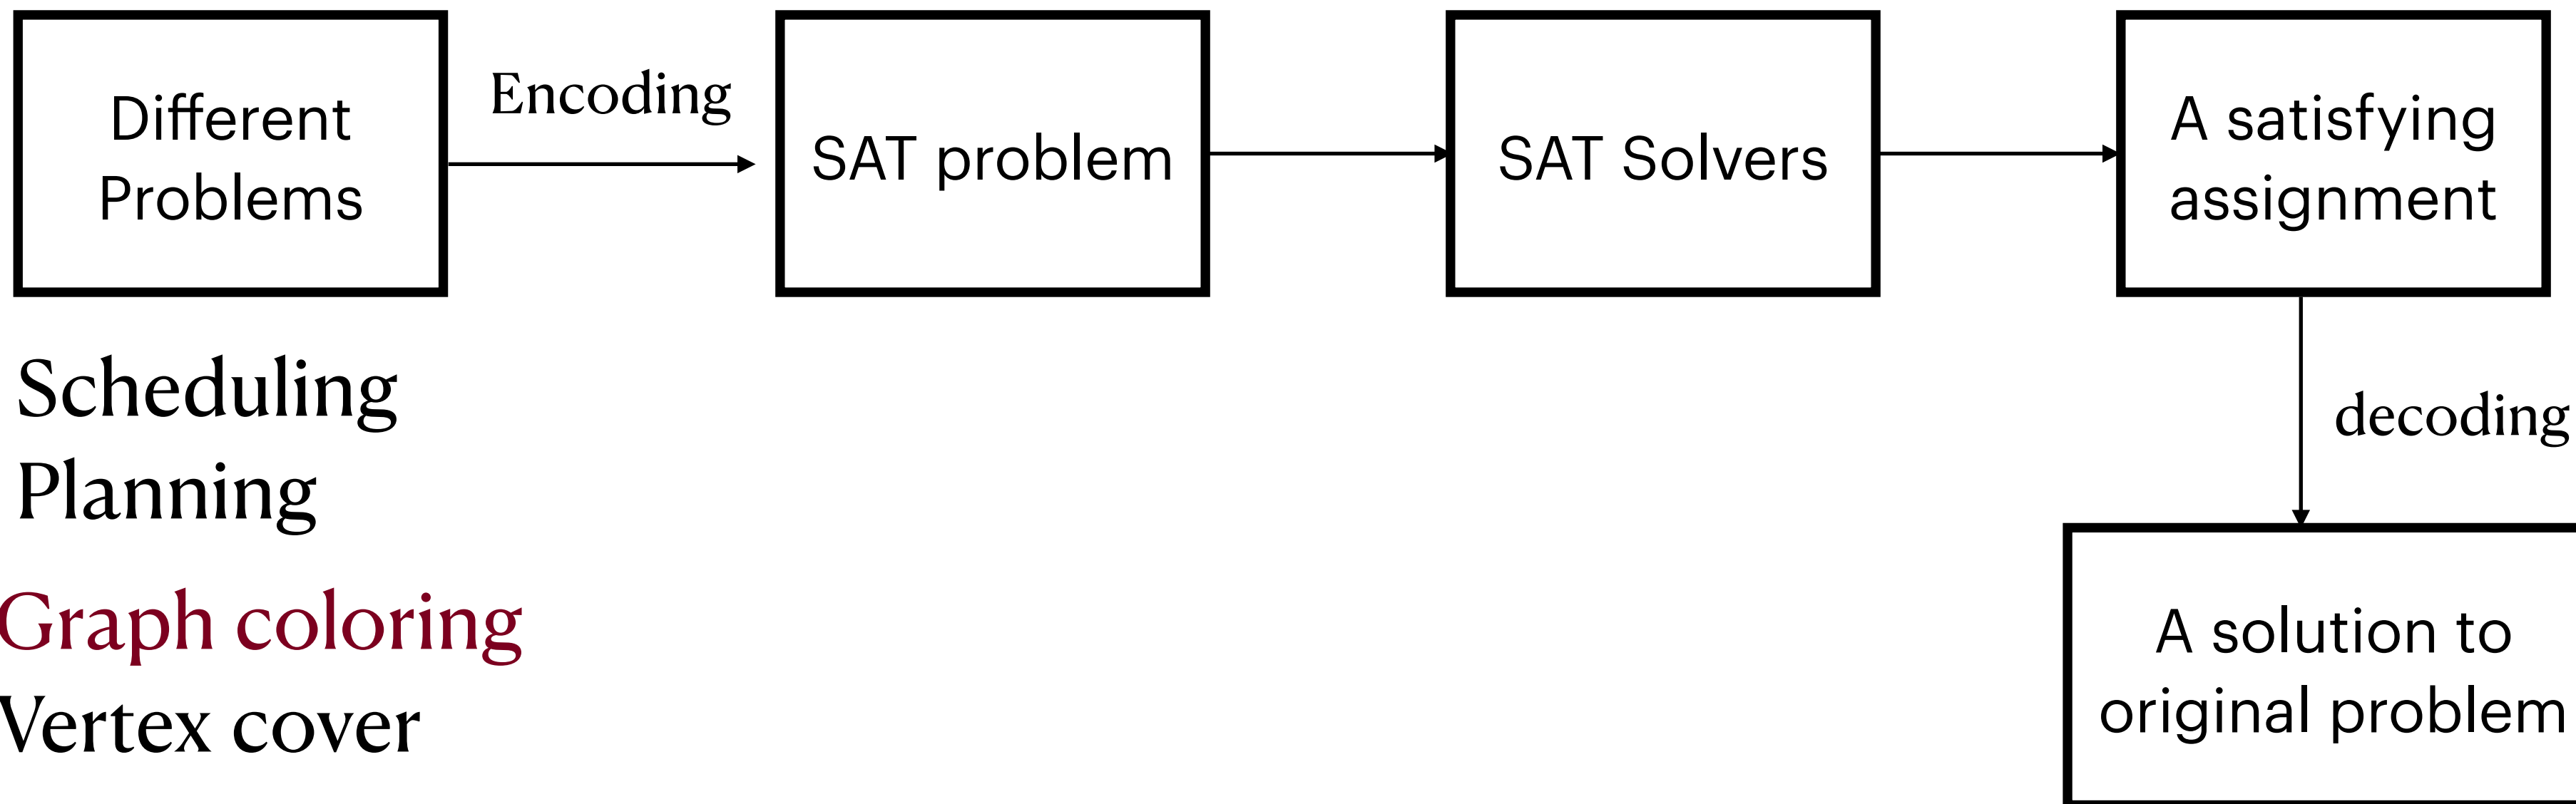 Different
Problems
Encoding
SAT problem
SAT Solvers
A satisfying
assignment
Scheduling
Planning
Graph coloring
Vertex cover
decoding
A solution to
original problem